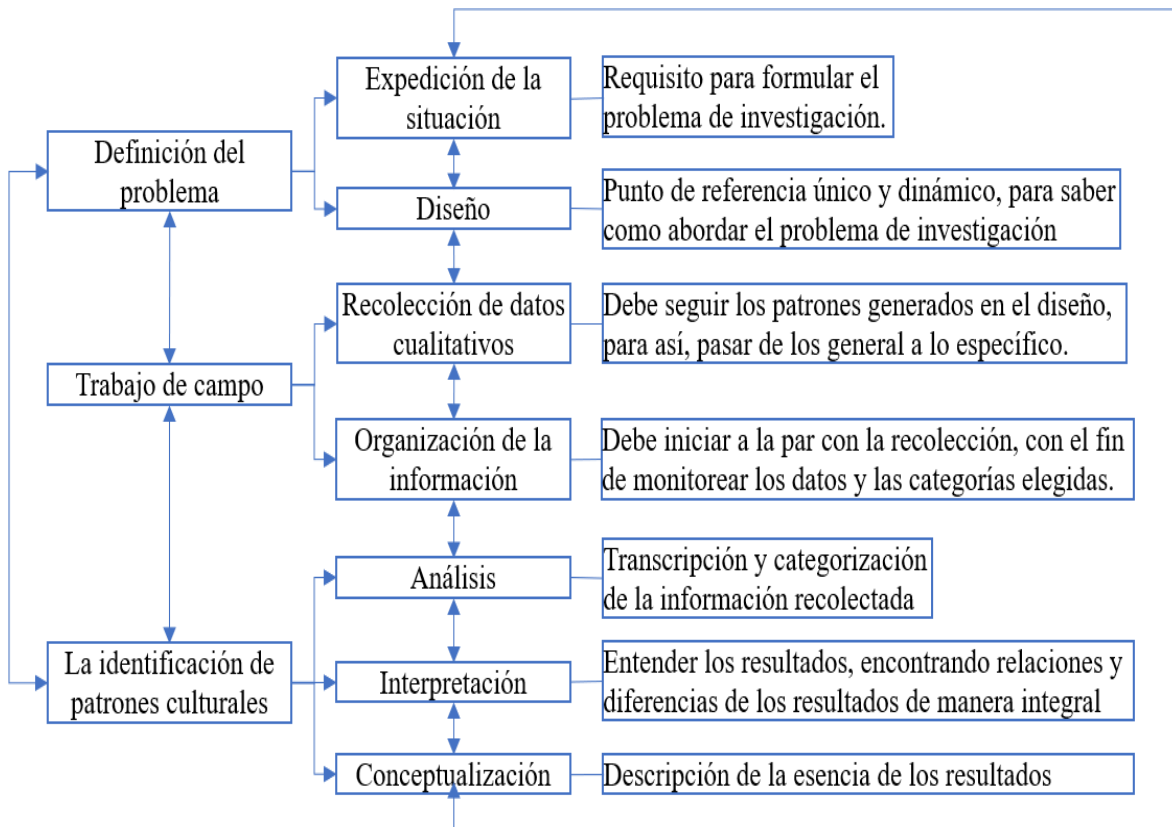 Expedición de la
situación
Requisito para formular el
problema de investigación.
Definición del
problema
Diseño
Punto de referencia único y dinámico, para saber
como abordar el problema de investigación
Recolección de datos
cualitativos
Debe seguir los patrones generados en el diseño,
para así, pasar de los general a lo específico.
Trabajo de campo
Organización de la
información
Debe iniciar a la par con la recolección, con el fin
de monitorear los datos y las categorías elegidas.
Análisis
Transcripción y categorización
de la información recolectada
La identificación de
patrones culturales
Interpretación
Entender los resultados, encontrando relaciones y
diferencias de los resultados de manera integral
Conceptualización
Descripción de la esencia de los resultados